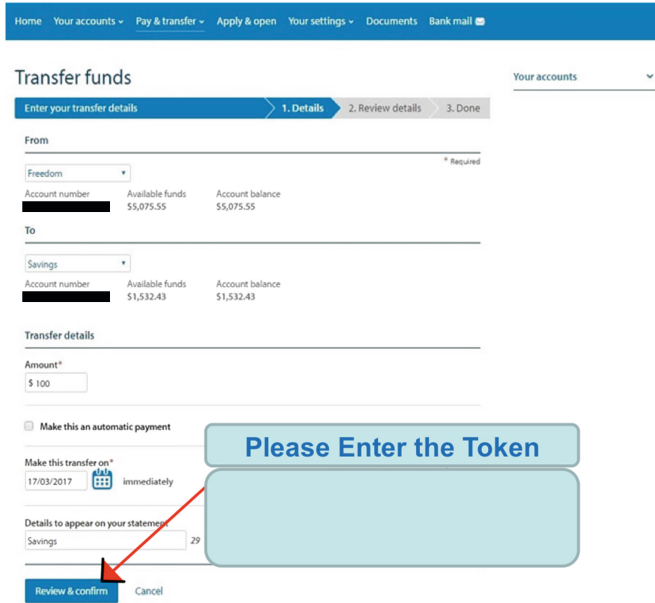 Home Your accounts Pay & transfer Apply & open Your settings Documents Bank mail
Transfer funds
Your accounts
Enter your transfer details 1. Details 2. Review details 3. Done
From
* Required
Freedom
Account number Available funds Account balance
$5,075.55 $5,075.55
To
Savings
Account number Available funds Account balance
$1,532.43 $1,532.43
Transfer details
Amount*
$ 100
Make this an automatic payment
Please Enter the Token
Make this transfer on*
17/03/2017 immediately
Details to appear on your statement
Savings 29
Review & confirm Cancel